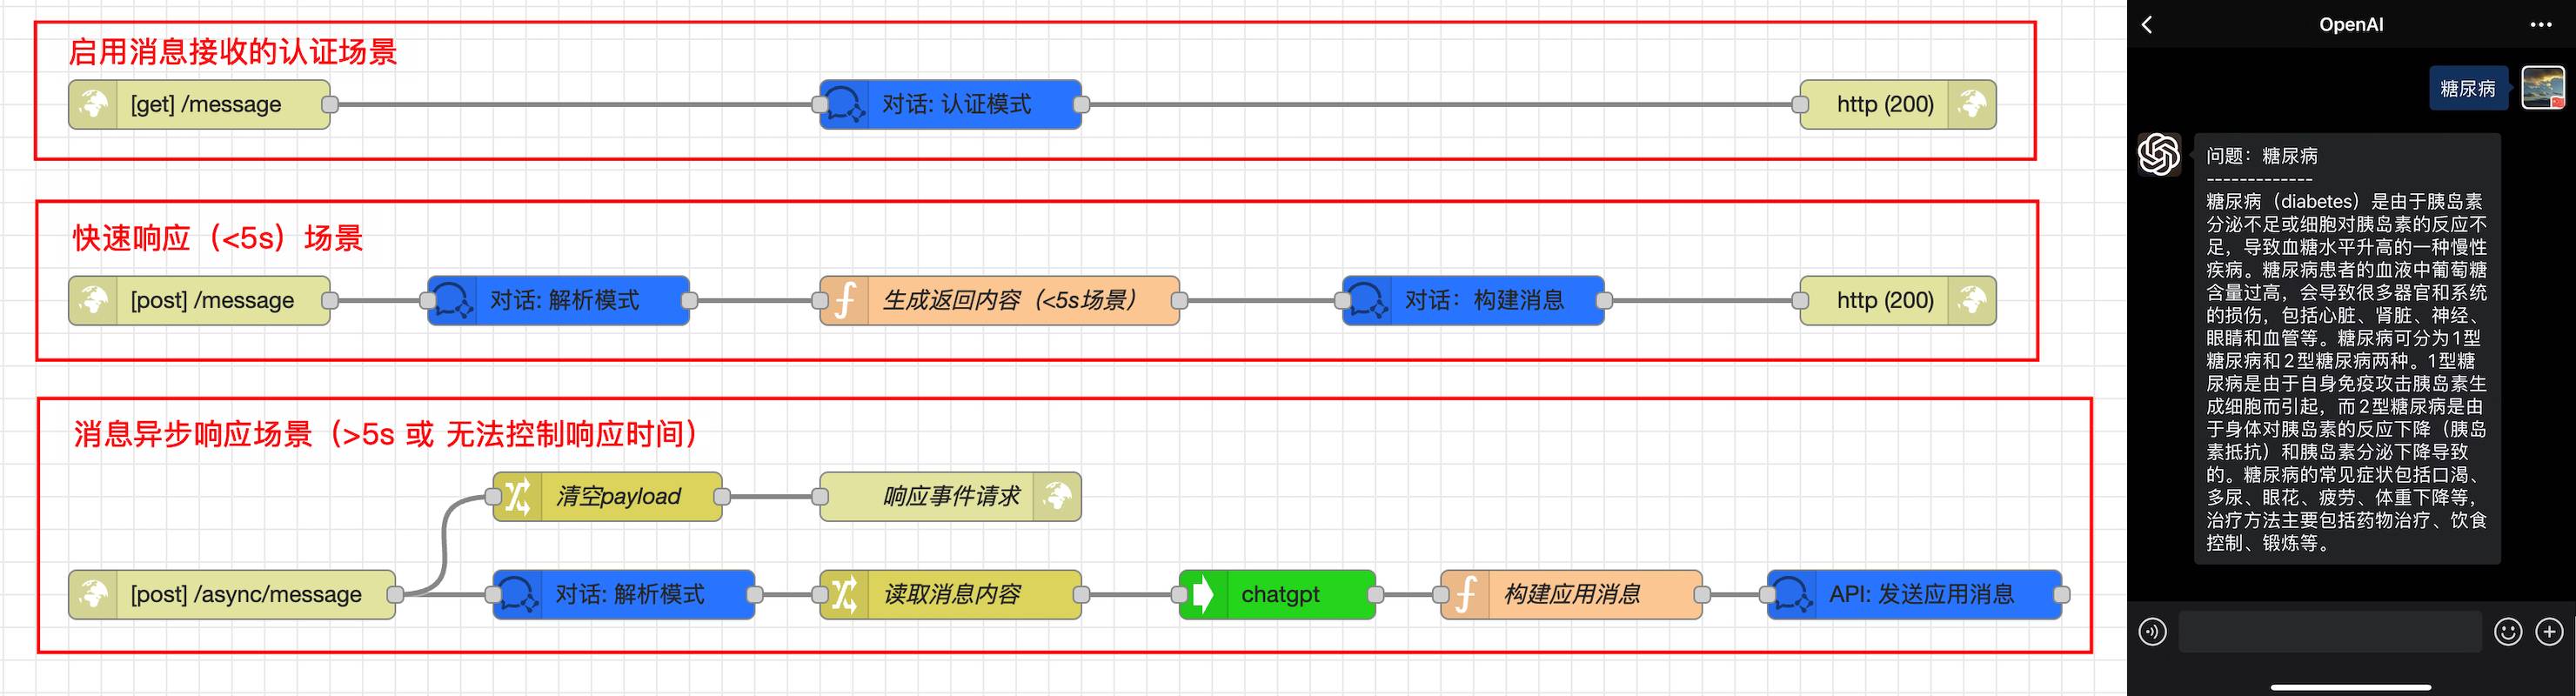 启用消息接收的认证场景
[get] /message
对话: 认证模式
http (200)
快速响应（<5s）场景
[post] /message
对话: 解析模式
生成返回内容（<5s场景）
对话：构建消息
http (200)
消息异步响应场景（>5s 或 无法控制响应时间）
清空payload
响应事件请求
[post] /async/message
对话: 解析模式
读取消息内容
chatgpt
构建应用消息
API: 发送应用消息
OpenAI
糖尿病
问题：糖尿病
-------------
糖尿病（diabetes）是由于胰岛素
分泌不足或细胞对胰岛素的反应不
足，导致血糖水平升高的一种慢性
疾病。糖尿病患者的血液中葡萄糖
含量过高，会导致很多器官和系统
的损伤，包括心脏、肾脏、神经、
眼睛和血管等。糖尿病可分为1型
糖尿病和2型糖尿病两种。1型糖
尿病是由于自身免疫攻击胰岛素生
成细胞而引起，而2型糖尿病是由
于身体对胰岛素的反应下降（胰岛
素抵抗）和胰岛素分泌下降导致
的。糖尿病的常见症状包括口渴、
多尿、眼花、疲劳、体重下降等，
治疗方法主要包括药物治疗、饮食
控制、锻炼等。